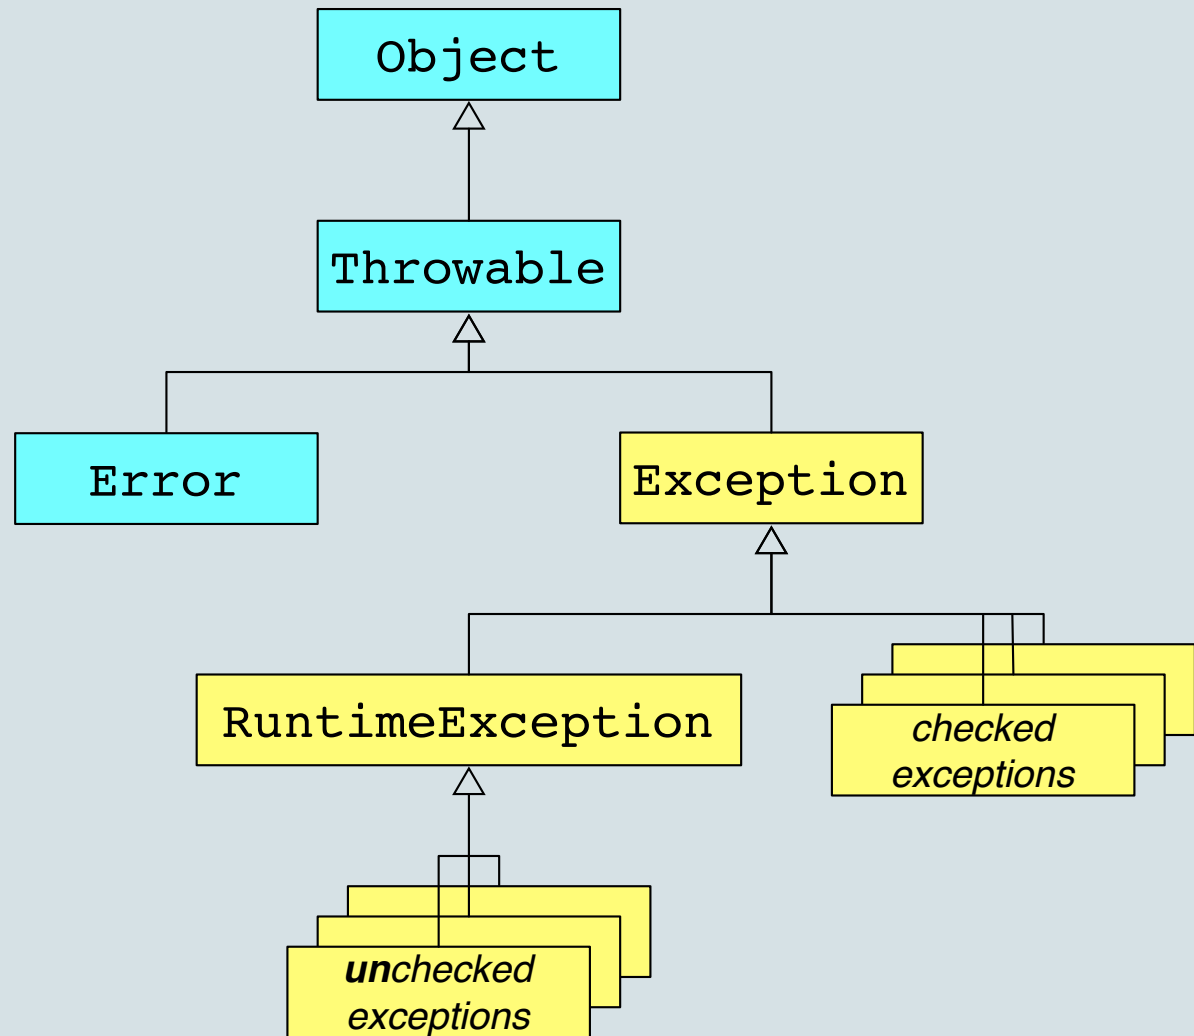 Object
Throwable
Error
Exception
RuntimeException
checked
exceptions
unchecked
exceptions